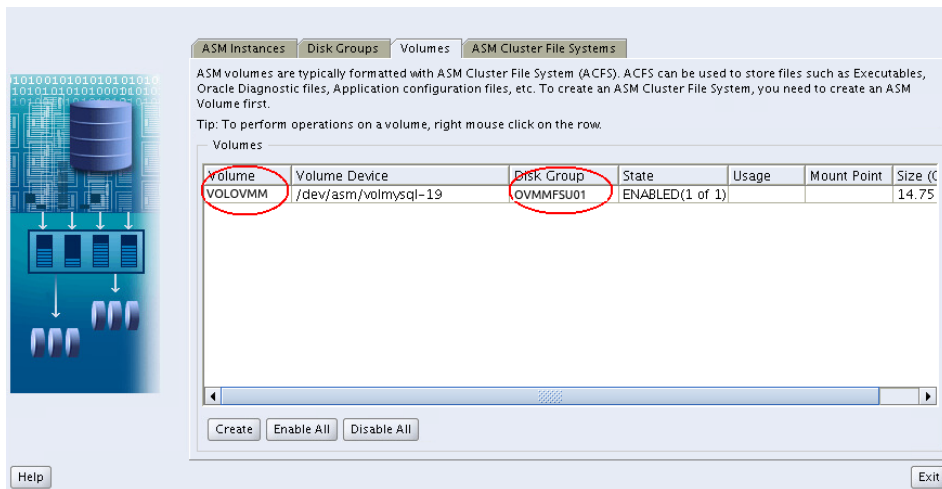 ASM Instances Disk Groups Volumes ASM Cluster File Systems
ASM volumes are typically formatted with ASM Cluster File System (ACFS). ACFS can be used to store files such as Executables,
Oracle Diagnostic files, Application configuration files, etc. To create an ASM Cluster File System, you need to create an ASM
Volume first.
Tip: To perform operations on a volume, right mouse click on the row.
Volumes
Volume Volume Device Disk Group State Usage Mount Point Size (G
VOLOVMM /dev/asm/volmysql-19 OVMMFSU01 ENABLED(1 of 1) 14.75
Create Enable All Disable All
Help Exit